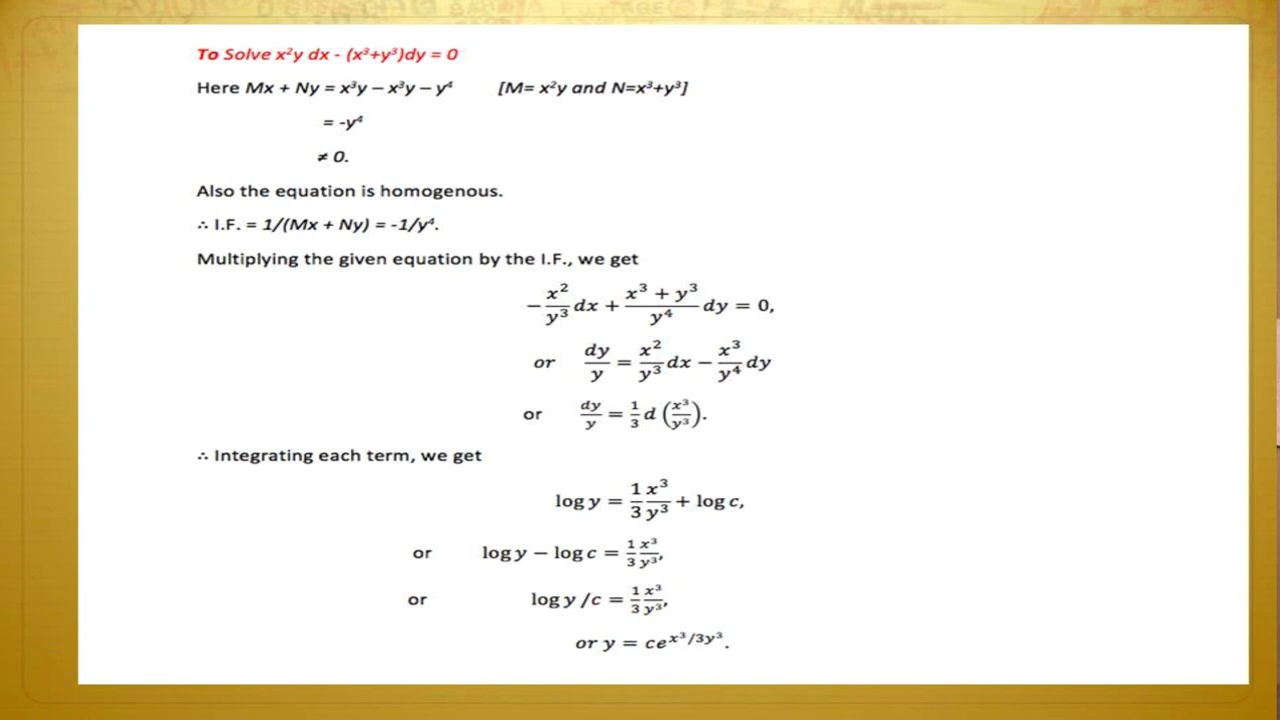 To Solve x²y dx - (x³+y³)dy = 0
Here Mx + Ny = x³y – x³y – y⁴ [M= x²y and N=x³+y³]
= -y⁴
≠ 0.
Also the equation is homogenous.
∴ I.F. = 1/(Mx + Ny) = -1/y⁴.
Multiplying the given equation by the I.F., we get
− x²/y³ dx + (x³ + y³)/y⁴ dy = 0,
or dy/y = x²/y³ dx − x³/y⁴ dy
or dy/y = 1/3 d (x³/y³).
∴ Integrating each term, we get
log y = 1/3 x³/y³ + log c,
or log y − log c = 1/3 x³/y³,
or log y /c = 1/3 x³/y³,
or y = ce^(x³/3y³).